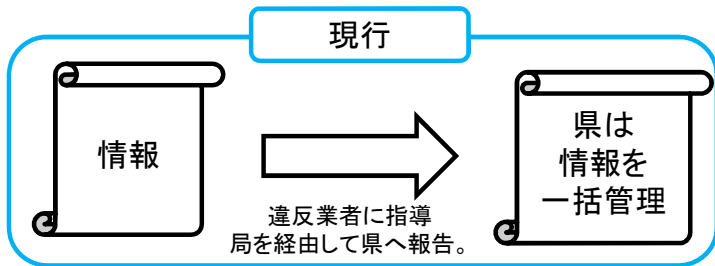 現行
情報
違反業者に指導
局を経由して県へ報告。
県は
情報を
一括管理